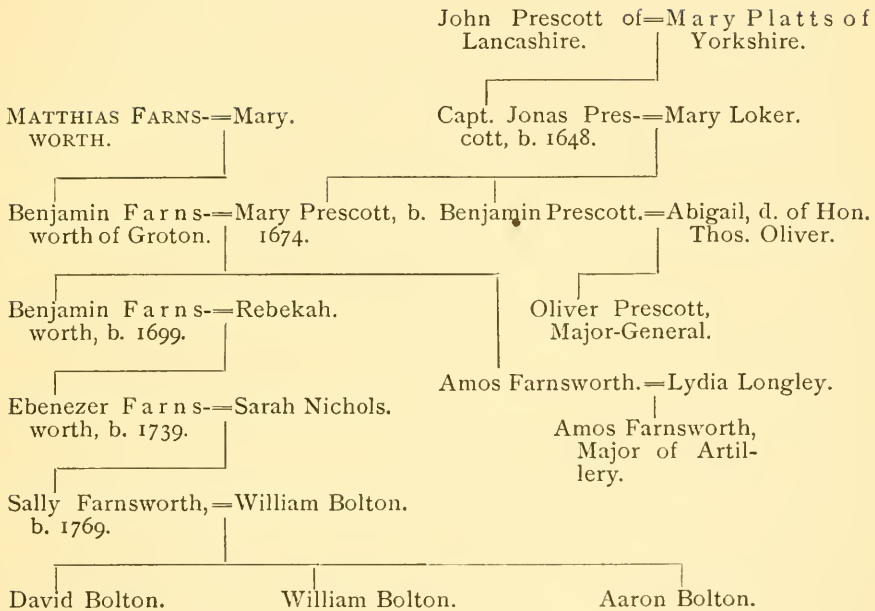 John Prescott of=Mary Platts of
Lancashire. Yorkshire.
MATTHIAS FARNS-=Mary. Capt. Jonas Pres-=Mary Loker.
WORTH. cott, b. 1648.
Benjamin Farns-=Mary Prescott, b. Benjamin Prescott.=Abigail, d. of Hon.
worth of Groton. 1674. Thos. Oliver.
Benjamin Farns-=Rebekah. Oliver Prescott,
worth, b. 1699. Major-General.
Amos Farnsworth.=Lydia Longley.
Ebenezer Farns-=Sarah Nichols.
worth, b. 1739. Amos Farnsworth,
Major of Artil-
lery.
Sally Farnsworth,=William Bolton.
b. 1769.
David Bolton. William Bolton. Aaron Bolton.